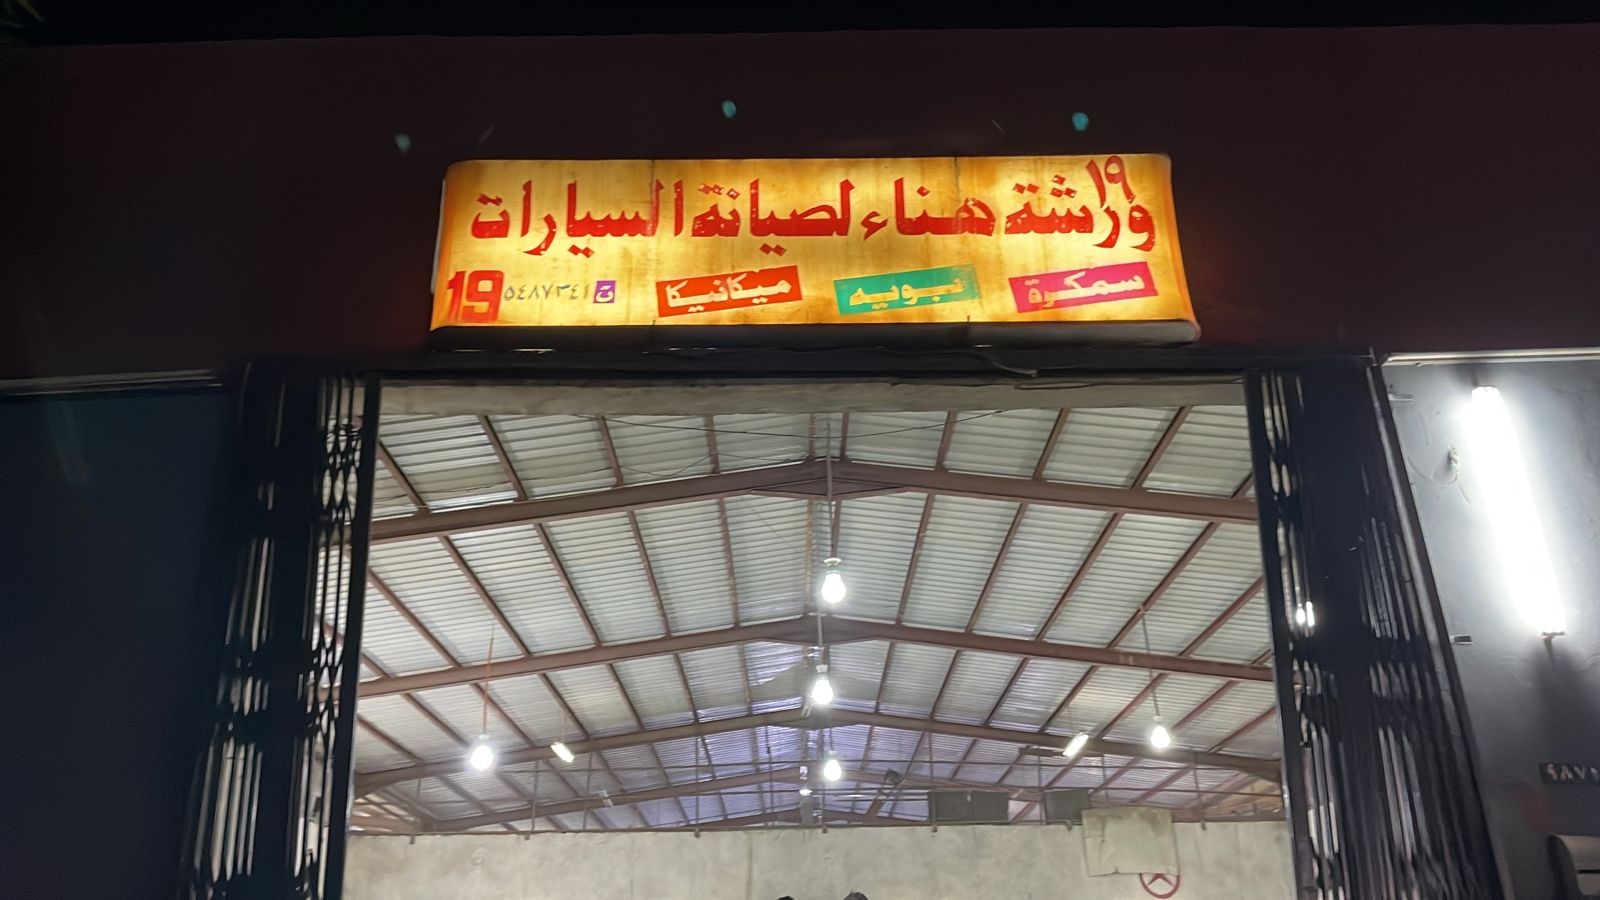 ١٩
ورشة هناء لصيانة السيارات
سمكرة بويه ميكانيكا ت ٥٤٨٧٣٤١ 19